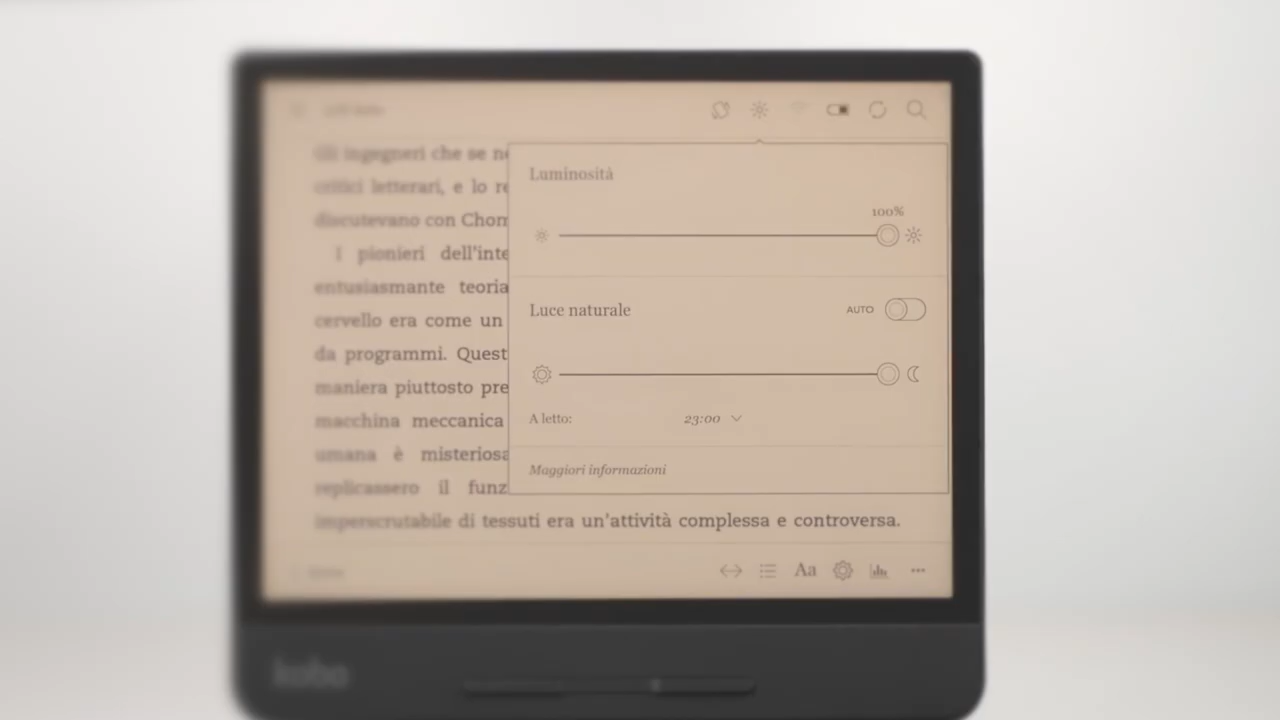 Gli ingegneri che se
critici letterari, e lo
discutevano con Chom
I pionieri dell'inte
entusiasmante teoria
cervello era come un
da programmi. Quest
maniera piuttosto pre
macchina meccanica
umana è misteriosa
replicassero il funz
imperscrutabile di tessuti era un'attività complessa e controversa.
Luminosità
100%
Luce naturale
AUTO
A letto:
23:00
Maggiori informazioni
Aa
kobo